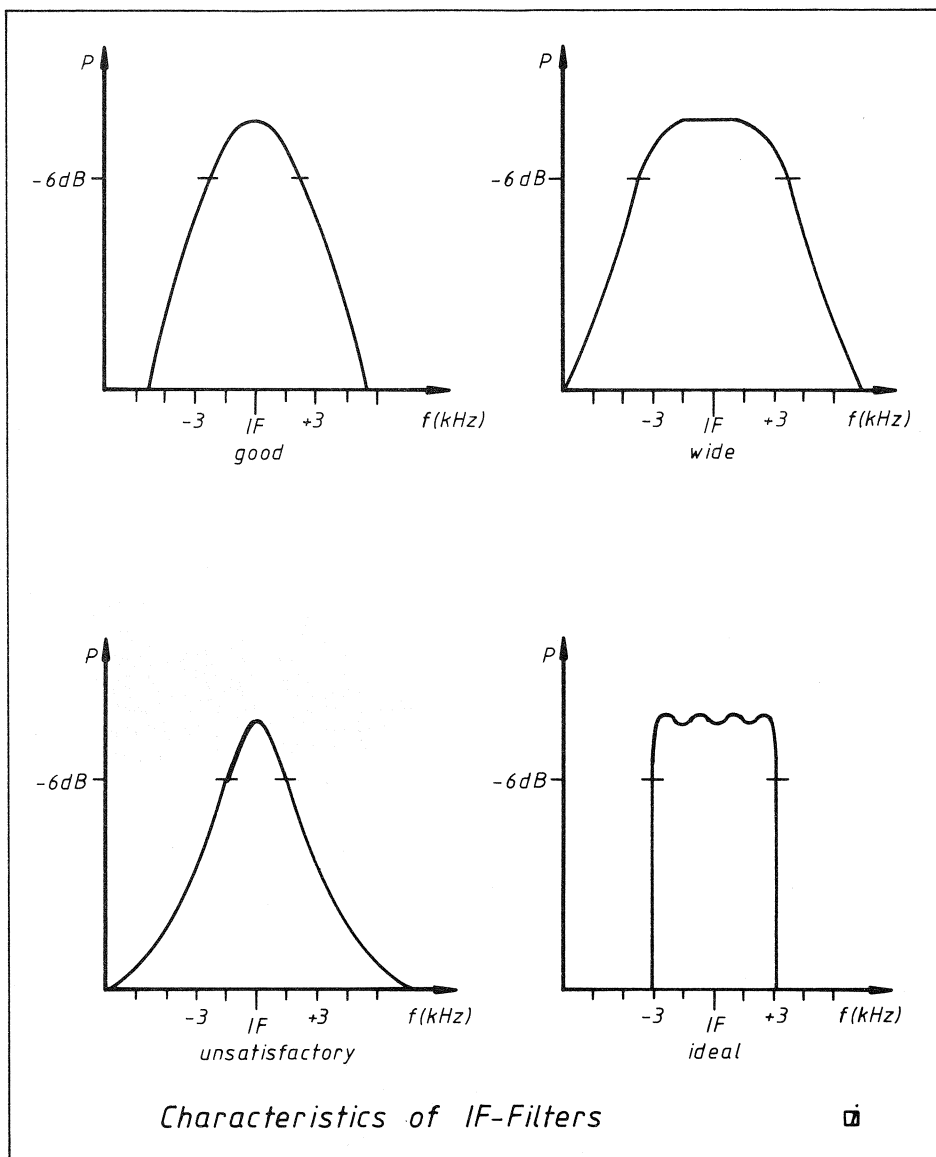 P
-6dB
-3 IF +3 f(kHz)
good
P
-6dB
-3 IF +3 f(kHz)
wide
P
-6dB
-3 IF +3 f(kHz)
unsatisfactory
P
-6dB
-3 IF +3 f(kHz)
ideal
Characteristics of IF-Filters